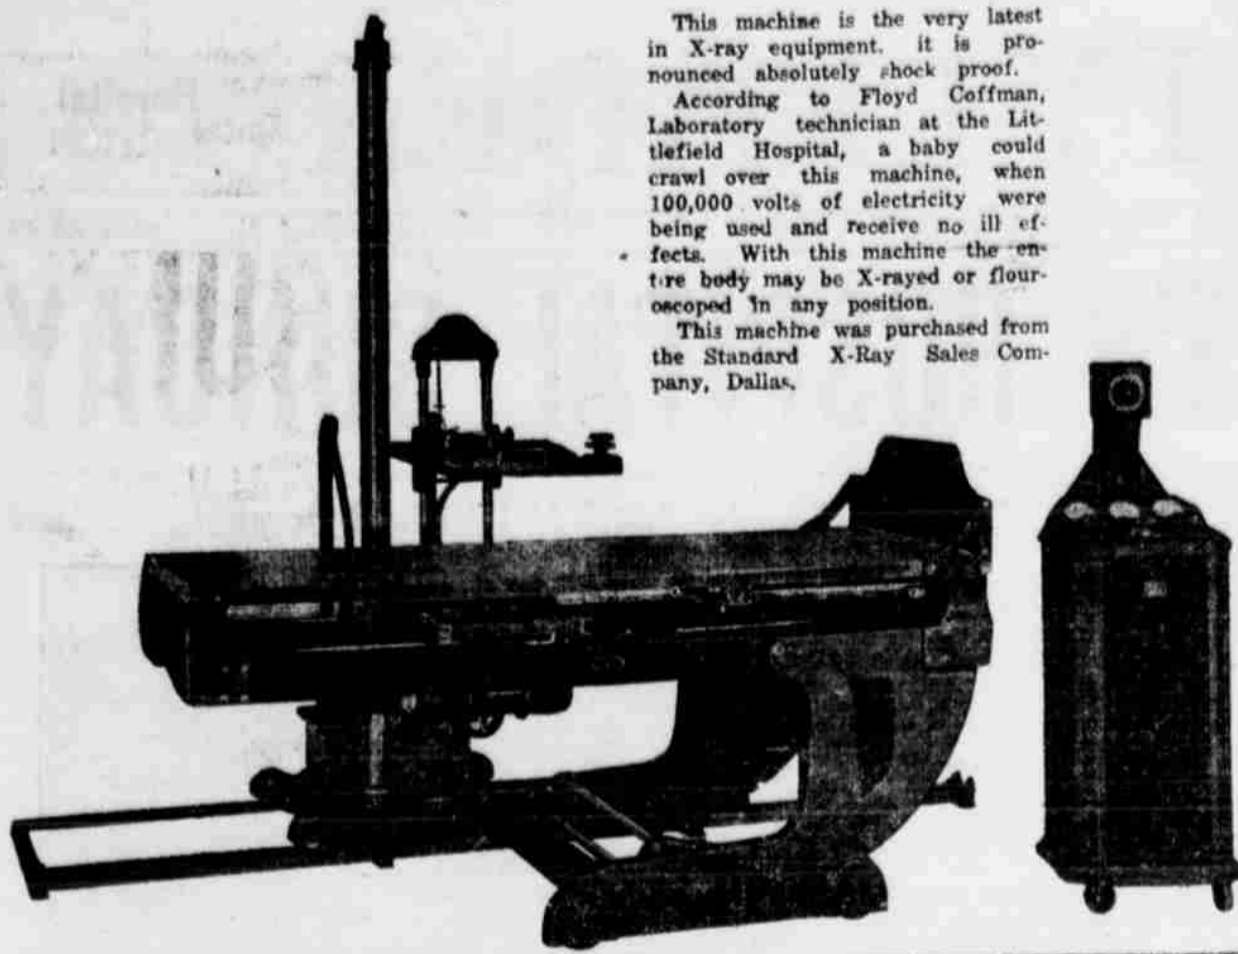 This machine is the very latest
in X-ray equipment. it is pro-
nounced absolutely shock proof.
According to Floyd Coffman,
Laboratory technician at the Lit-
tlefield Hospital, a baby could
crawl over this machine, when
100,000 volts of electricity were
being used and receive no ill ef-
fects. With this machine the en-
tire body may be X-rayed or flour-
oscoped in any position.
This machine was purchased from
the Standard X-Ray Sales Com-
pany, Dallas.